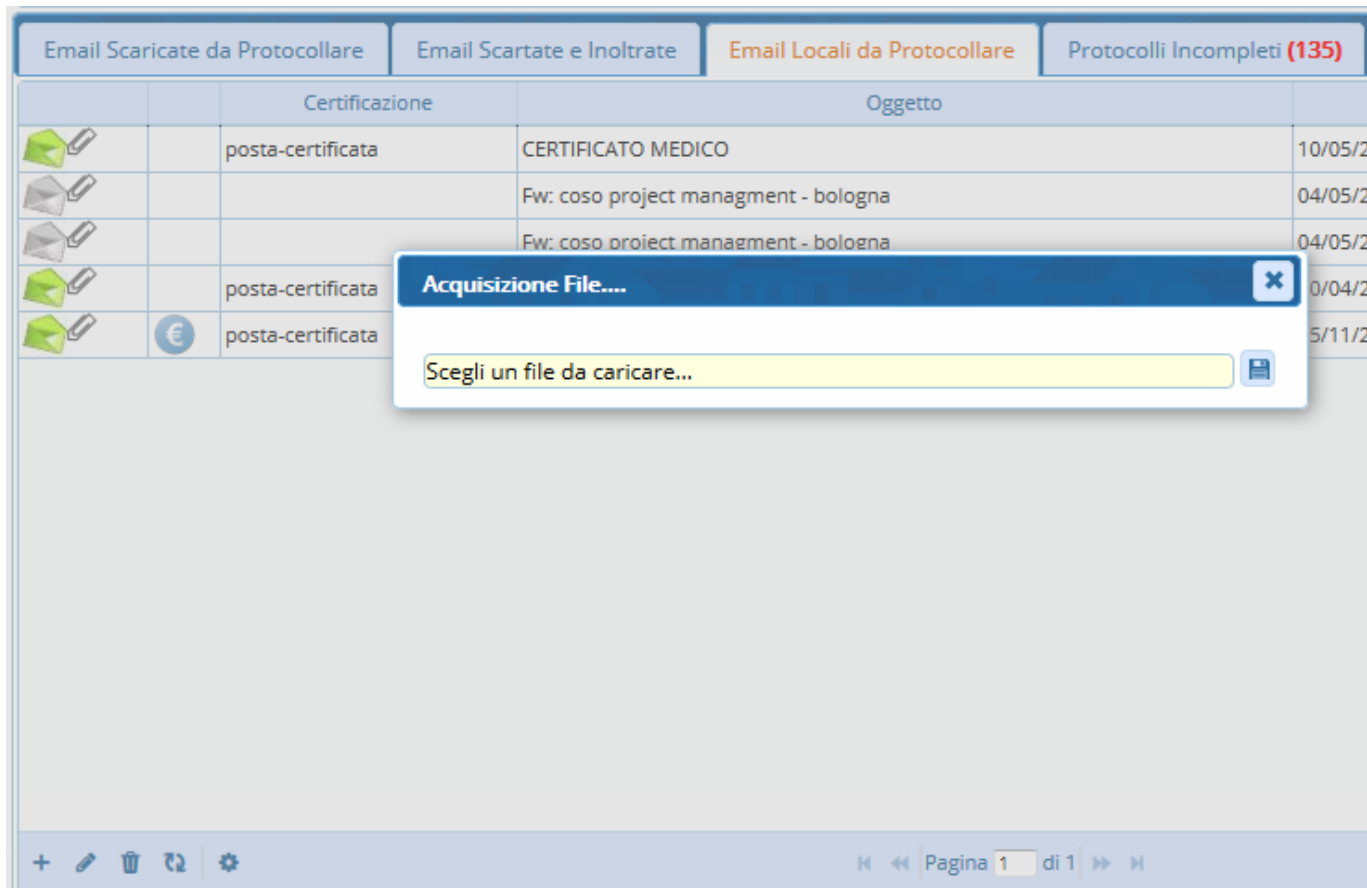 Email Scaricate da Protocollare Email Scartate e Inoltrate Email Locali da Protocollare Protocolli Incompleti (135)
Certificazione Oggetto
posta-certificata CERTIFICATO MEDICO 10/05/2
Fw: coso project managment - bologna 04/05/2
Fw: coso project managment - bologna 04/05/2
Acquisizione File....
posta-certificata 0/04/2
posta-certificata € 5/11/2
Scegli un file da caricare...
Pagina 1 di 1